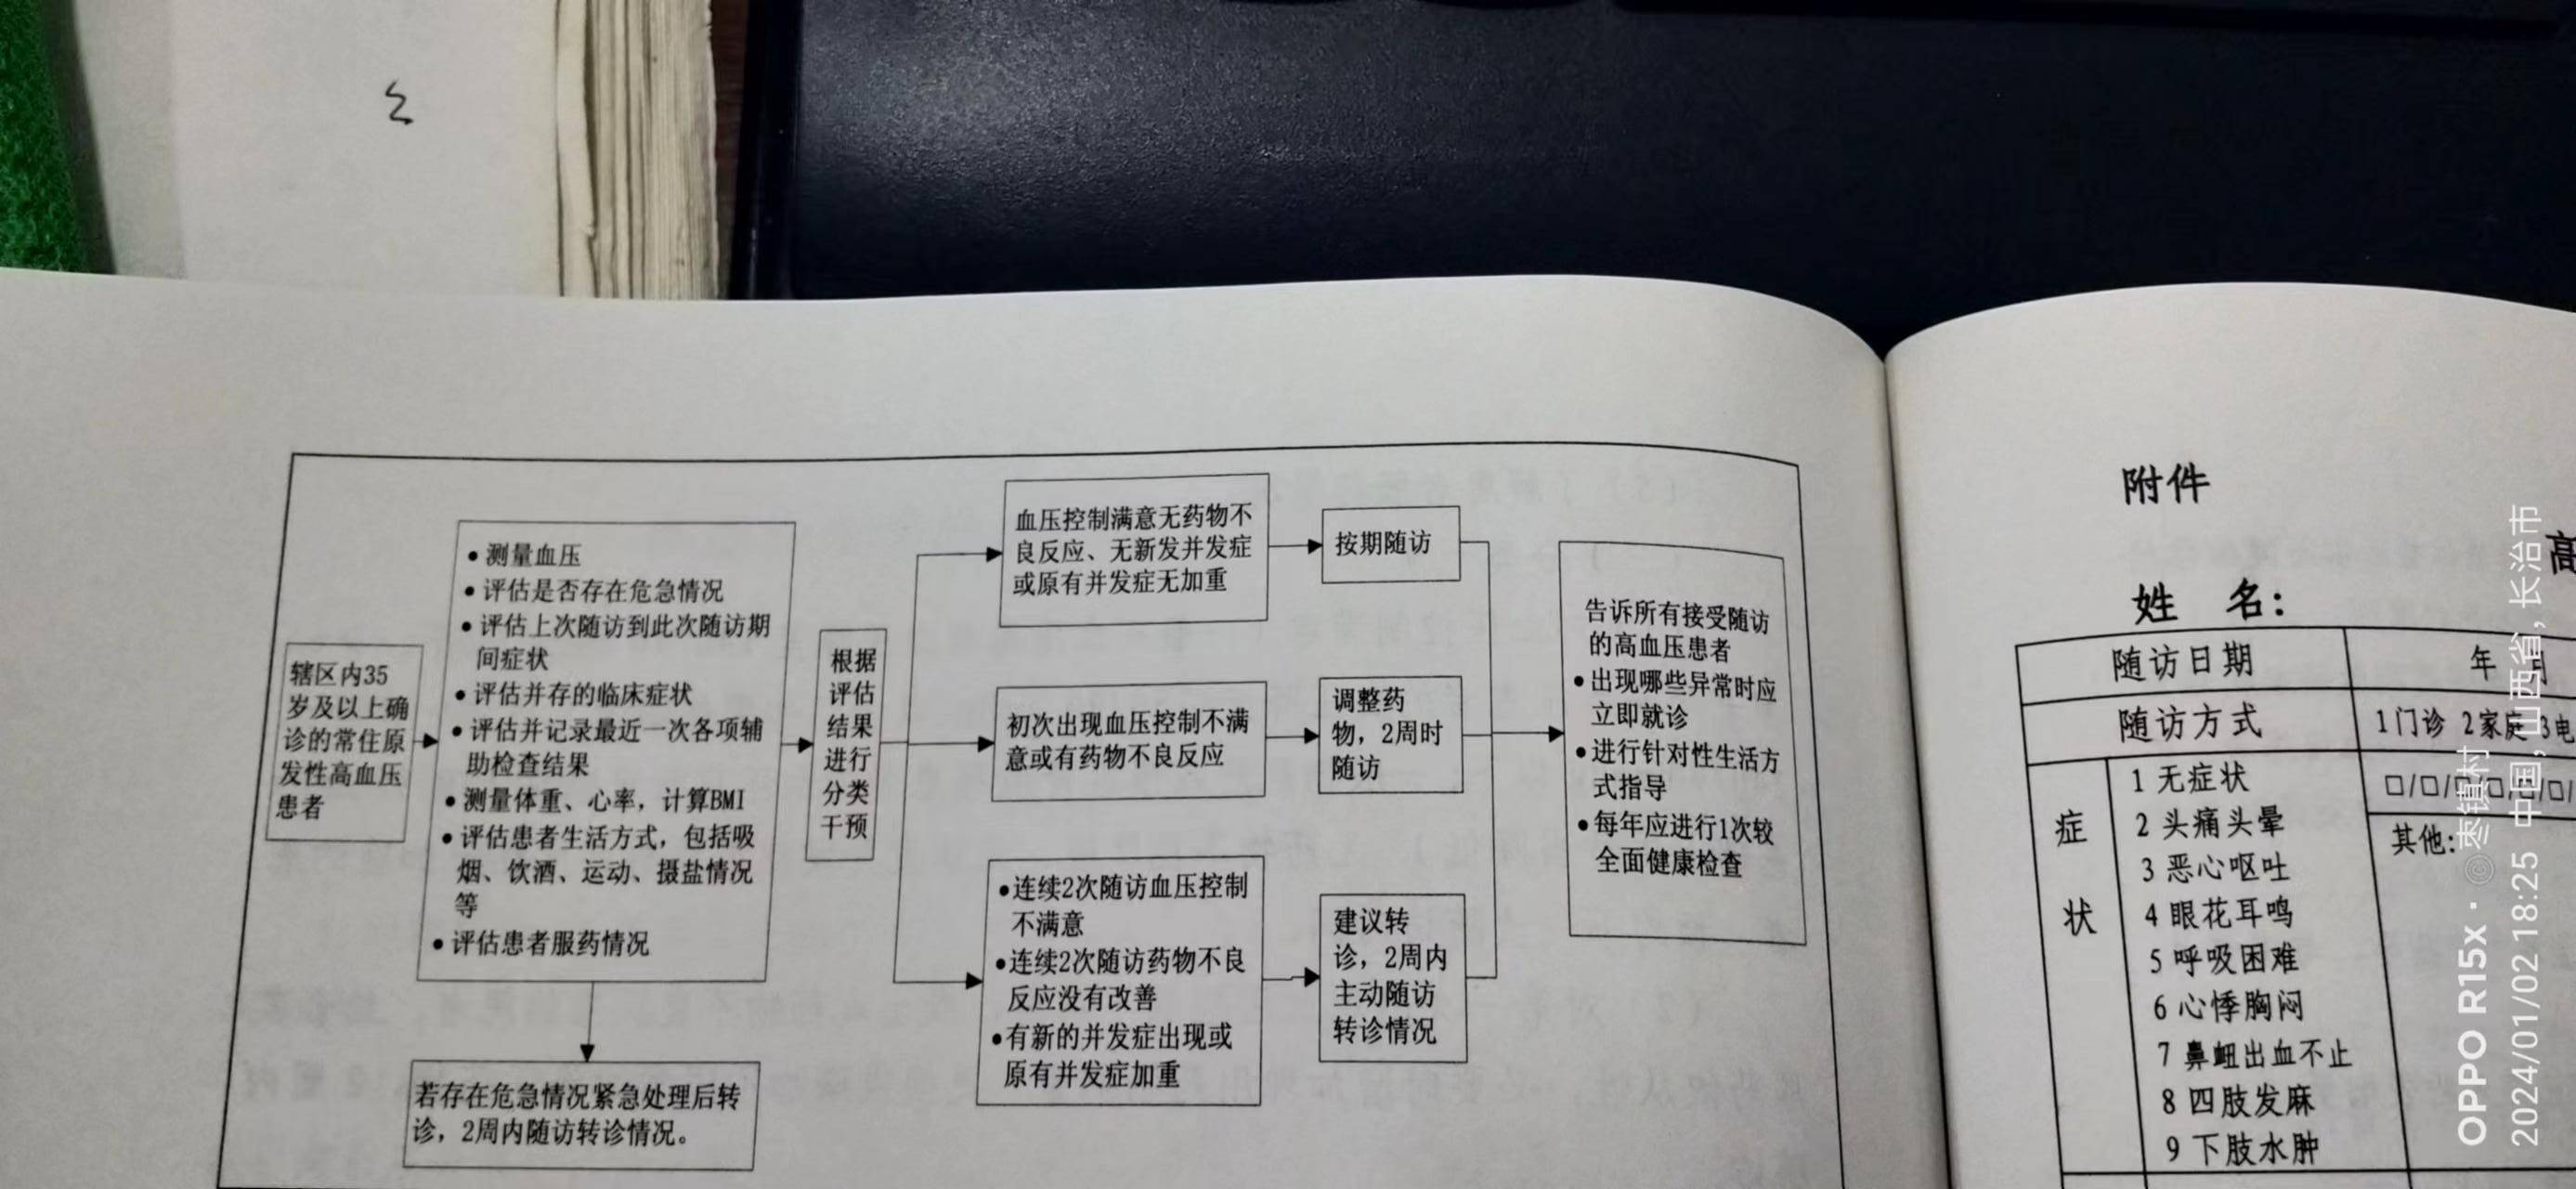 辖区内35
岁及以上确
诊的常住原
发性高血压
患者
●测量血压
●评估是否存在危急情况
●评估上次随访到此次随访期
间症状
●评估并存的临床症状
●评估并记录最近一次各项辅
助检查结果
●测量体重、心率，计算BMI
●评估患者生活方式，包括吸
烟、饮酒、运动、摄盐情况
等
●评估患者服药情况
若存在危急情况紧急处理后转
诊，2周内随访转诊情况。
根据
评估
结果
进行
分类
干预
血压控制满意无药物不
良反应、无新发并发症
或原有并发症无加重
按期随访
初次出现血压控制不满
意或有药物不良反应
调整药
物，2周时
随访
●连续2次随访血压控制
不满意
●连续2次随访药物不良
反应没有改善
●有新的并发症出现或
原有并发症加重
建议转
诊，2周内
主动随访
转诊情况
告诉所有接受随访
的高血压患者
●出现哪些异常时应
立即就诊
●进行针对性生活方
式指导
●每年应进行1次较
全面健康检查
附件
高
姓 名：
随访日期
年 月
随访方式
1门诊 2家庭 3电
症
状
1 无症状
2 头痛头晕
3 恶心呕吐
4 眼花耳鸣
5 呼吸困难
6 心悸胸闷
7 鼻衄出血不止
8 四肢发麻
9 下肢水肿
□/□/□/□/□/□/
其他：
OPPO R15x · ©枣镇村
2024/01/02 18:25 中国，山西省，长治市